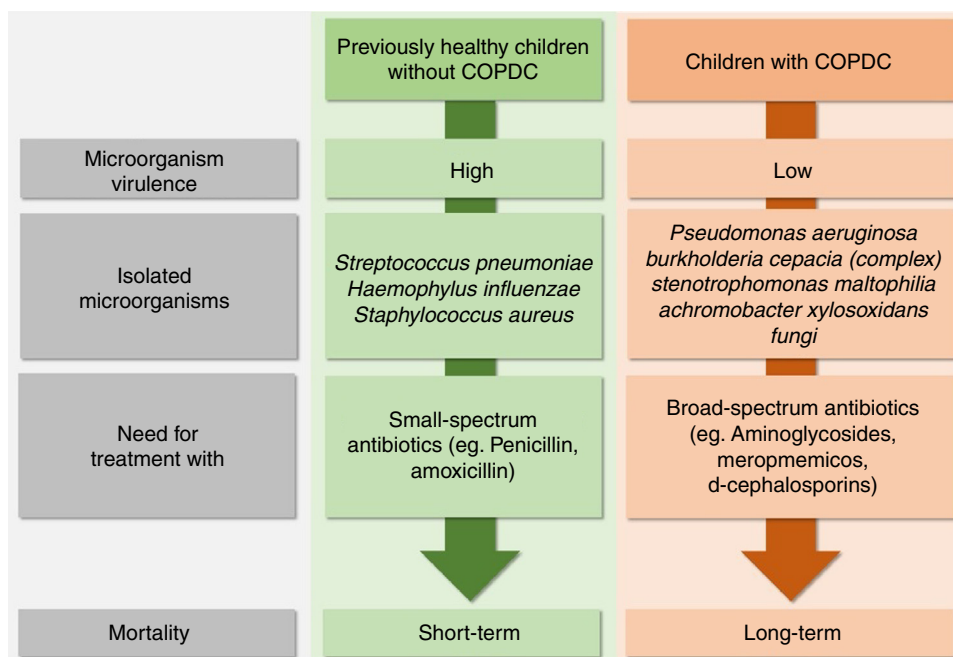 Previously healthy children
without COPDC
Children with COPDC
Microorganism
virulence
High
Low
Isolated
microorganisms
Streptococcus pneumoniae
Haemophylus influenzae
Staphylococcus aureus
Pseudomonas aeruginosa
burkholderia cepacia (complex)
stenotrophomonas maltophilia
achromobacter xylosoxidans
fungi
Need for
treatment with
Small-spectrum
antibiotics (eg. Penicillin,
amoxicillin)
Broad-spectrum antibiotics
(eg. Aminoglycosides,
meropmemicos,
d-cephalosporins)
Mortality
Short-term
Long-term